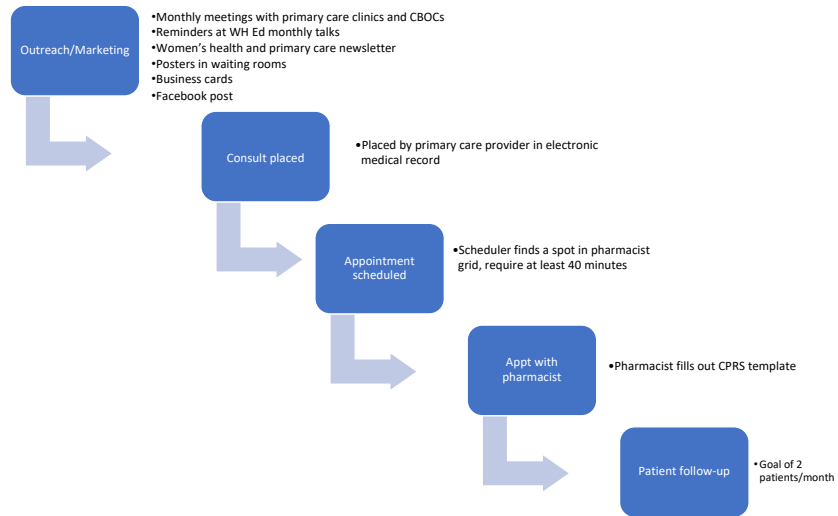 Outreach/Marketing
•Monthly meetings with primary care clinics and CBOCs
•Reminders at WH Ed monthly talks
•Women’s health and primary care newsletter
•Posters in waiting rooms
•Business cards
•Facebook post
Consult placed
•Placed by primary care provider in electronic
medical record
Appointment
scheduled
•Scheduler finds a spot in pharmacist
grid, require at least 40 minutes
Appt with
pharmacist
•Pharmacist fills out CPRS template
Patient follow-up
•Goal of 2
patients/month